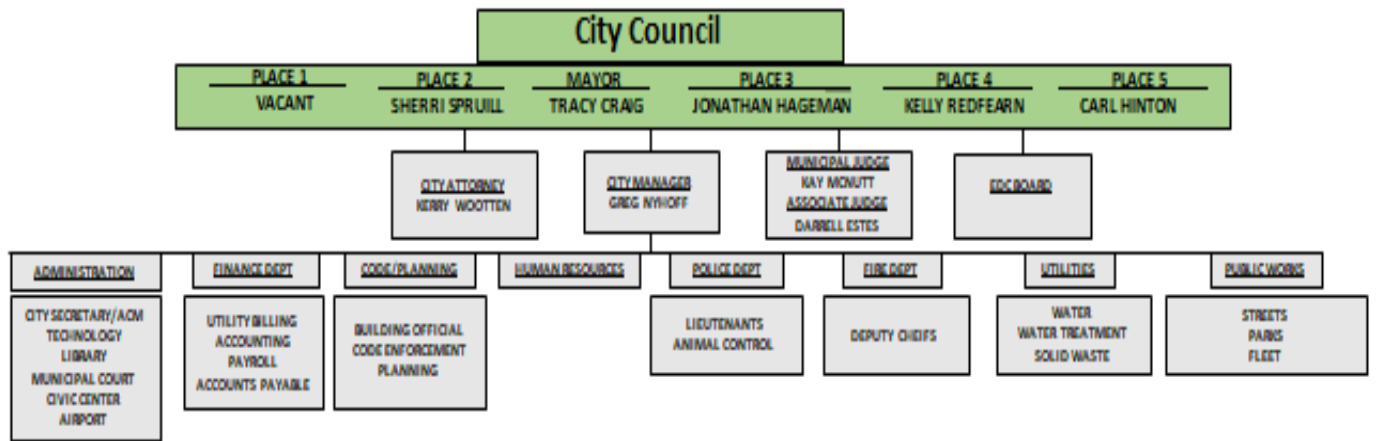 City Council
PLACE 1 PLACE 2 MAYOR PLACE 3 PLACE 4 PLACE 5
VACANT SHERRI SPRUILL TRACY CRAIG JONATHAN HAGEMAN KELLY REDFEARN CARL HINTON
CITY ATTORNEY
KERRY WOOTTEN
CITY MANAGER
GREG NYHOFF
MUNICIPAL JUDGE
KAY MCNUTT
ASSOCIATE JUDGE
DARRELL ESTES
EDC BOARD
ADMINISTRATION
CITY SECRETARY/ACM
TECHNOLOGY
LIBRARY
MUNICIPAL COURT
CIVIC CENTER
AIRPORT
FINANCE DEPT
UTILITY BILLING
ACCOUNTING
PAYROLL
ACCOUNTS PAYABLE
CODE/PLANNING
BUILDING OFFICIAL
CODE ENFORCEMENT
PLANNING
HUMAN RESOURCES
POLICE DEPT
LIEUTENANTS
ANIMAL CONTROL
FIRE DEPT
DEPUTY CHEIFS
UTILITIES
WATER
WATER TREATMENT
SOLID WASTE
PUBLIC WORKS
STREETS
PARKS
FLEET